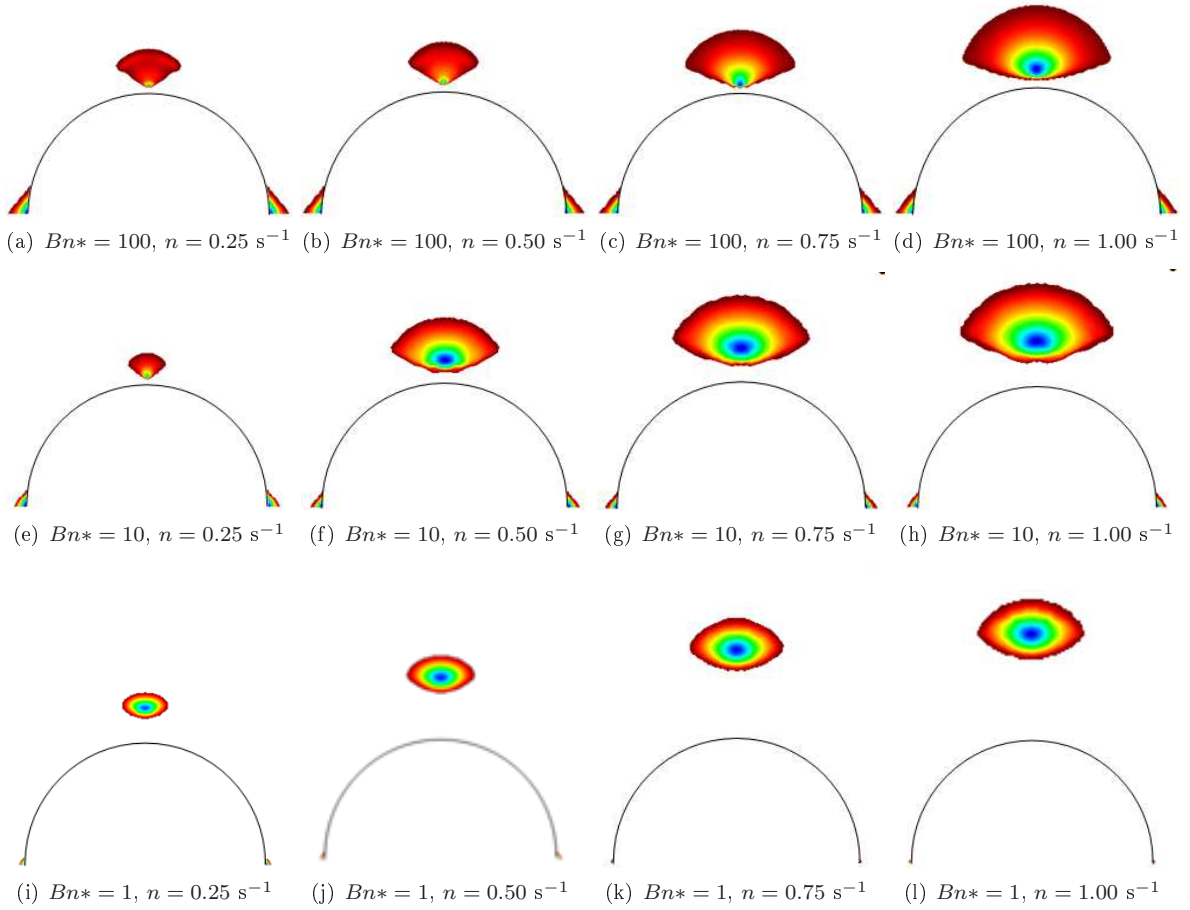 (a) Bn∗ = 100, n = 0.25 s⁻¹
(b) Bn∗ = 100, n = 0.50 s⁻¹
(c) Bn∗ = 100, n = 0.75 s⁻¹
(d) Bn∗ = 100, n = 1.00 s⁻¹
(e) Bn∗ = 10, n = 0.25 s⁻¹
(f) Bn∗ = 10, n = 0.50 s⁻¹
(g) Bn∗ = 10, n = 0.75 s⁻¹
(h) Bn∗ = 10, n = 1.00 s⁻¹
(i) Bn∗ = 1, n = 0.25 s⁻¹
(j) Bn∗ = 1, n = 0.50 s⁻¹
(k) Bn∗ = 1, n = 0.75 s⁻¹
(l) Bn∗ = 1, n = 1.00 s⁻¹